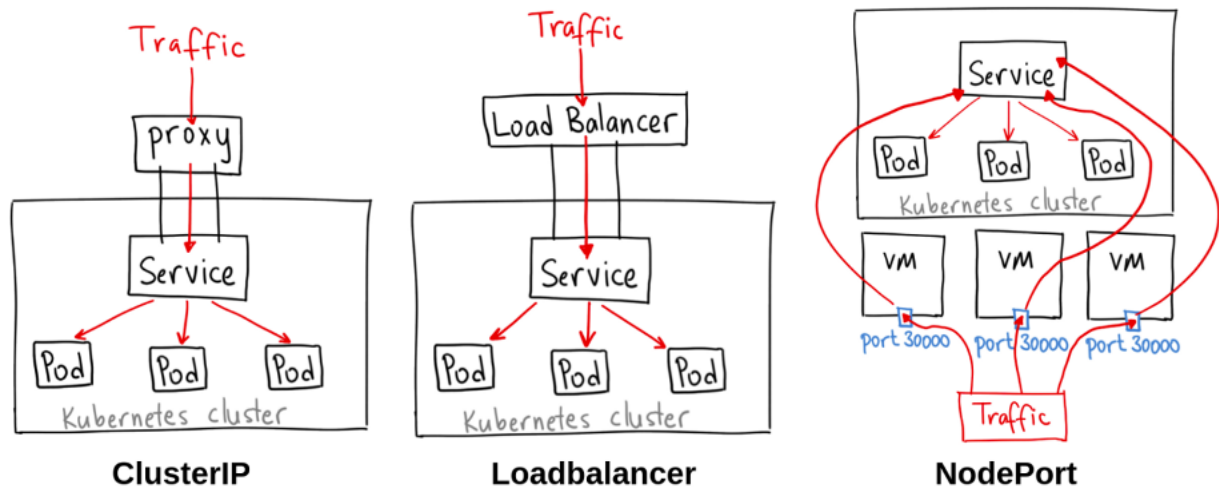 Traffic
proxy
Service
Pod Pod Pod
Kubernetes cluster
ClusterIP
Traffic
Load Balancer
Service
Pod Pod Pod
Kubernetes cluster
Loadbalancer
Service
Pod Pod Pod
Kubernetes cluster
VM VM VM
port 30000 port 30000 port 30000
Traffic
NodePort